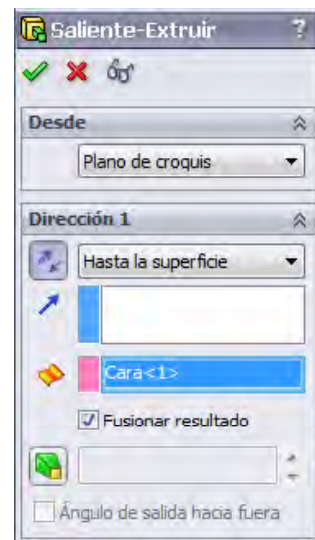 Saliente-Extruir ?
Desde
Plano de croquis
Dirección 1
Hasta la superficie
Cara<1>
Fusionar resultado
Ángulo de salida hacia fuera